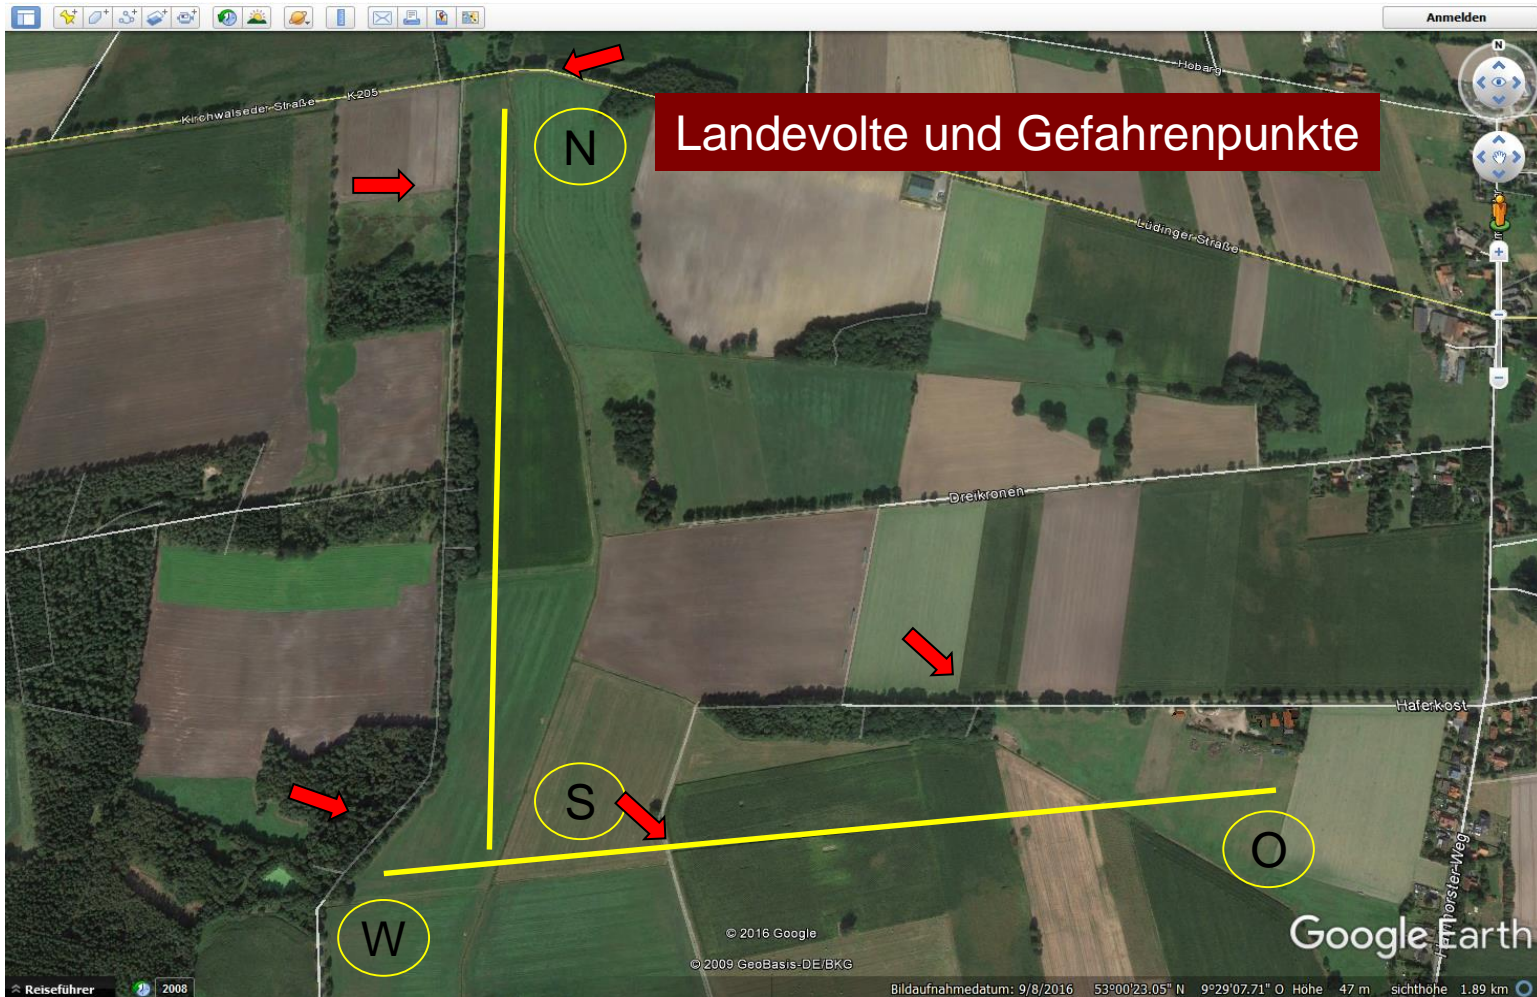 Anmelden
N
Hobarg
Kirchwalseder Straße
K205
N
Landevolte und Gefahrenpunkte
Lüdinger Straße
Dreikronen
Haferkost
S
O
W
© 2016 Google
Google Earth
© 2009 GeoBasis-DE/BKG
Reiseführer
2008
Bildaufnahmedatum: 9/8/2016 53°00'23.05" N 9°29'07.71" O Höhe 47 m sichthöhe 1.89 km